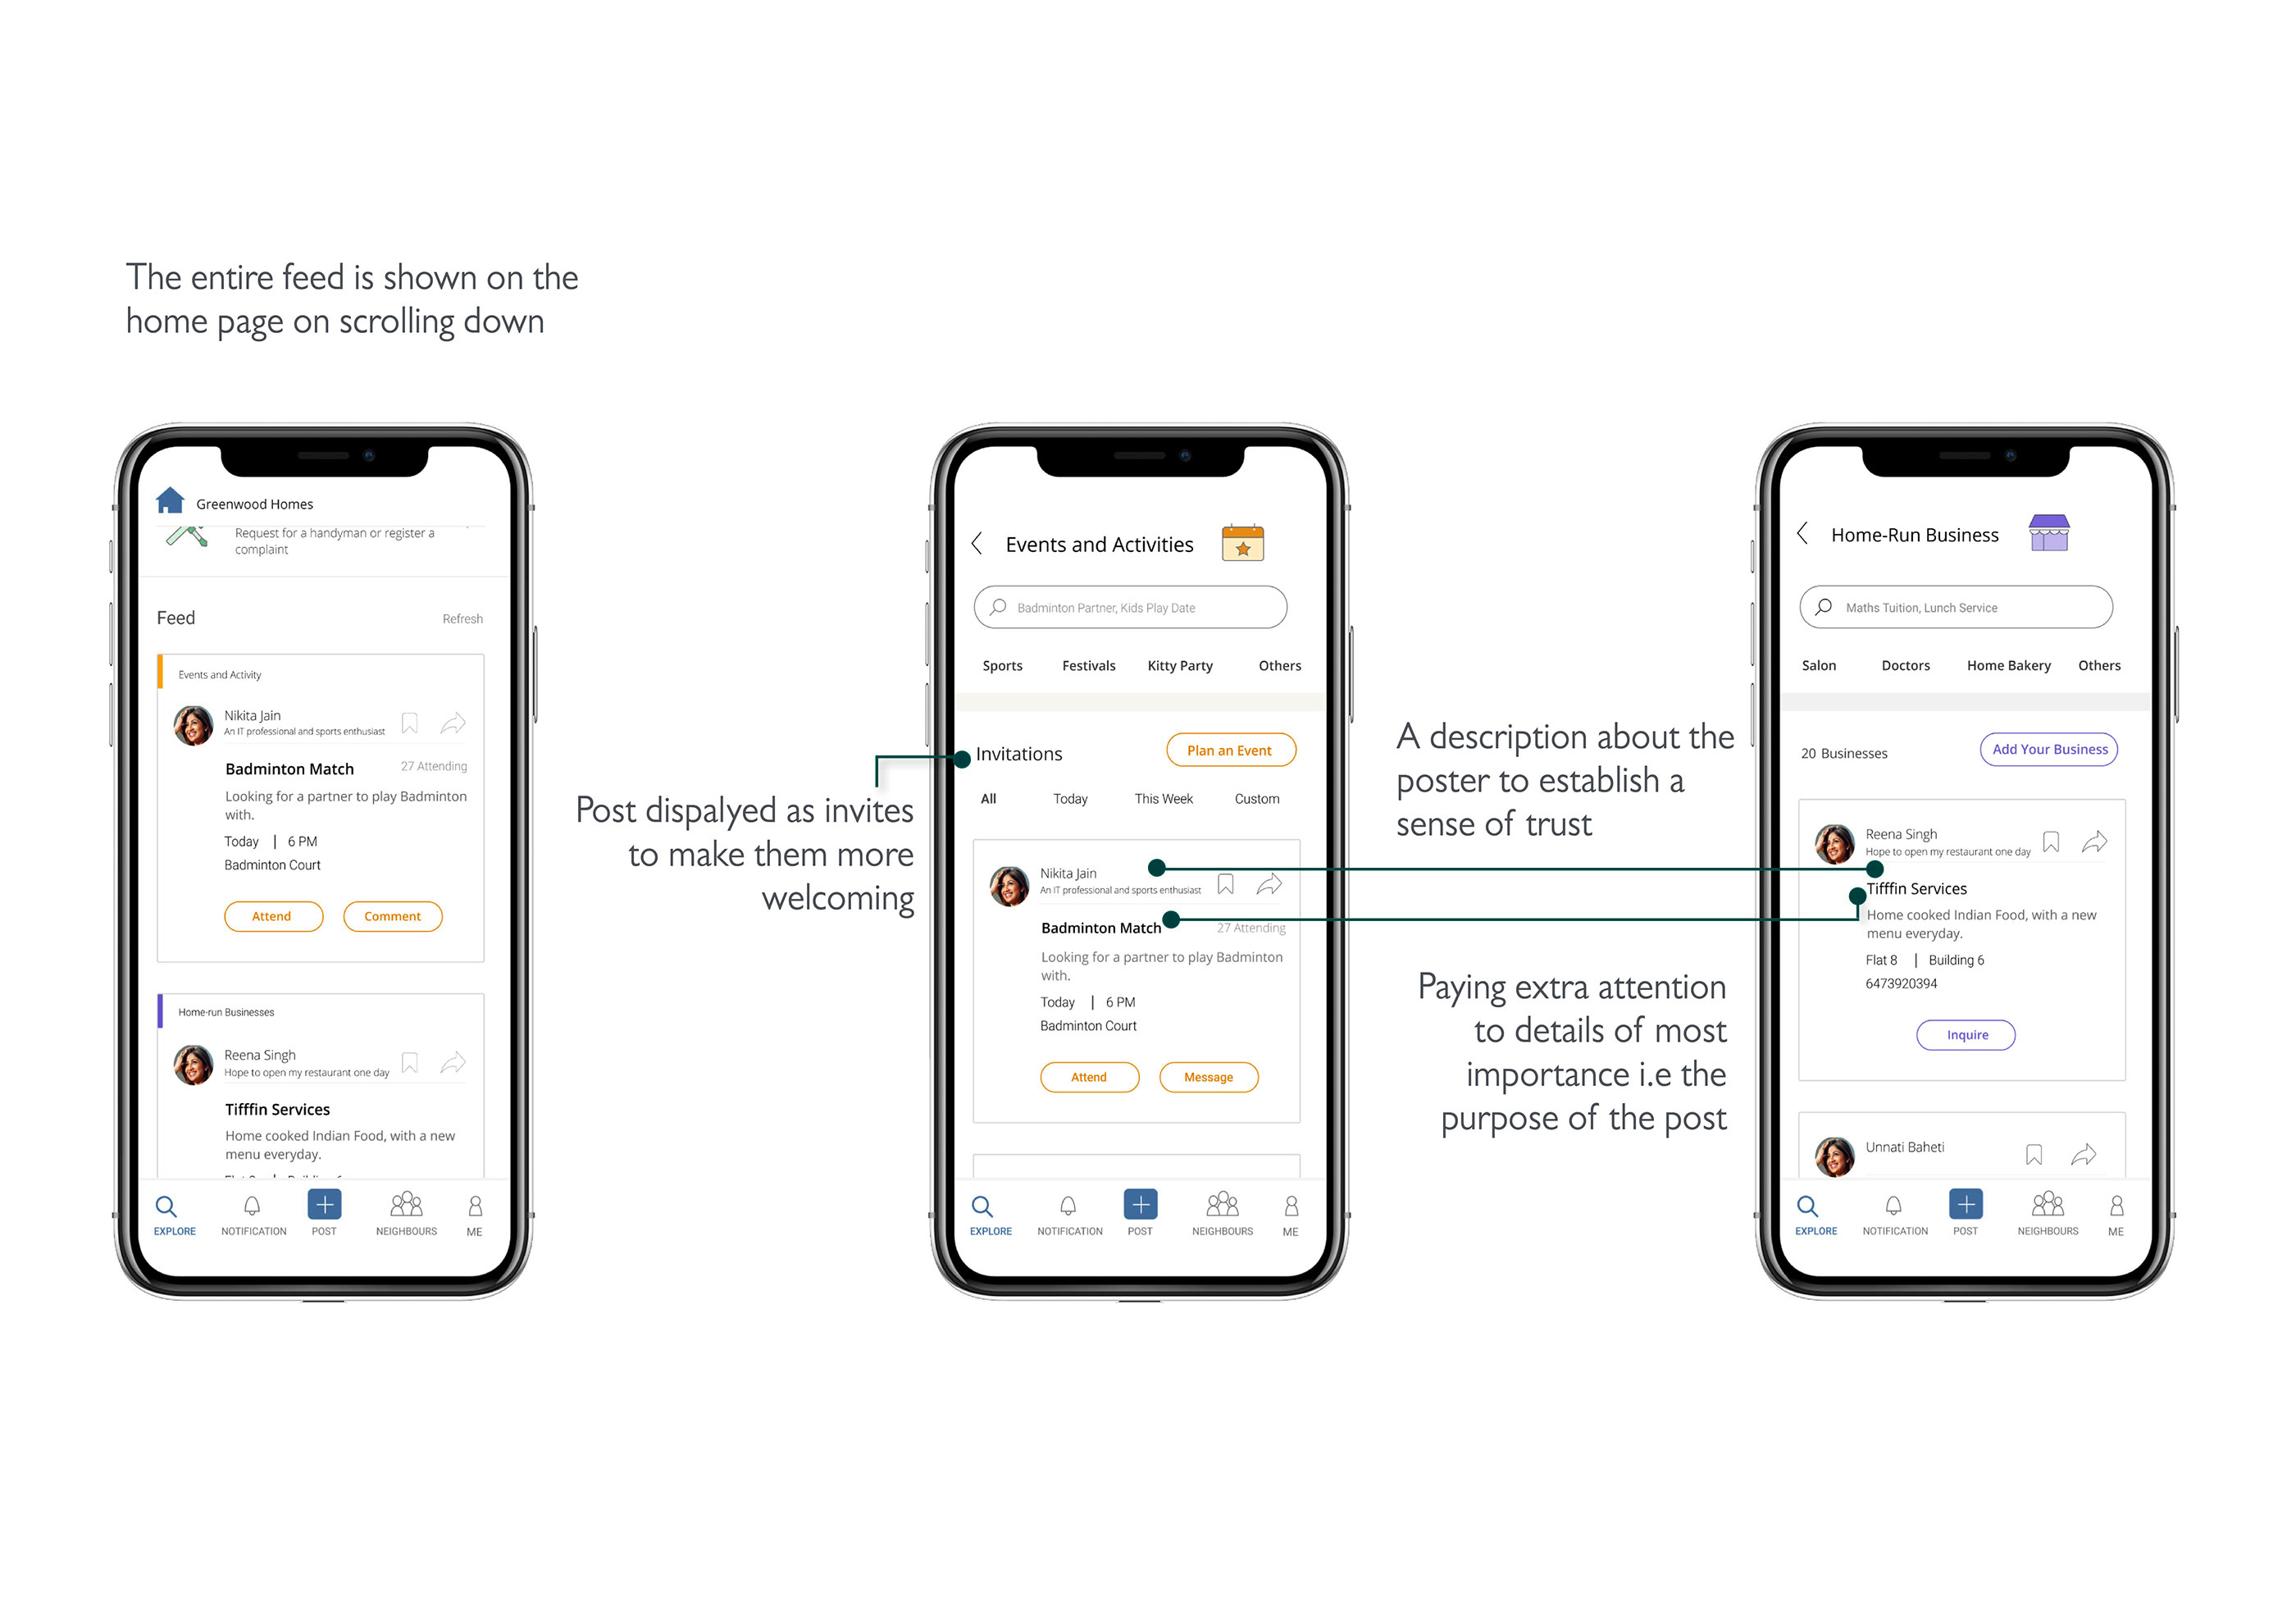 The entire feed is shown on the
home page on scrolling down
Greenwood Homes
Request for a handyman or register a
complaint
Feed
Refresh
Events and Activity
Nikita Jain
An IT professional and sports enthusiast
Badminton Match
27 Attending
Looking for a partner to play Badminton
with.
Today | 6 PM
Badminton Court
Attend
Comment
Home-run Businesses
Reena Singh
Hope to open my restaurant one day
Tifffin Services
Home cooked Indian Food, with a new
menu everyday.
EXPLORE
NOTIFICATION
POST
NEIGHBOURS
ME
Post dispalyed as invites
to make them more
welcoming
Events and Activities
Badminton Partner, Kids Play Date
Sports
Festivals
Kitty Party
Others
Invitations
Plan an Event
All
Today
This Week
Custom
Nikita Jain
An IT professional and sports enthusiast
Badminton Match
27 Attending
Looking for a partner to play Badminton
with.
Today | 6 PM
Badminton Court
Attend
Message
EXPLORE
NOTIFICATION
POST
NEIGHBOURS
ME
A description about the
poster to establish a
sense of trust
Paying extra attention
to details of most
importance i.e the
purpose of the post
Home-Run Business
Maths Tuition, Lunch Service
Salon
Doctors
Home Bakery
Others
20 Businesses
Add Your Business
Reena Singh
Hope to open my restaurant one day
Tifffin Services
Home cooked Indian Food, with a new
menu everyday.
Flat 8 | Building 6
6473920394
Inquire
Unnati Baheti
EXPLORE
NOTIFICATION
POST
NEIGHBOURS
ME